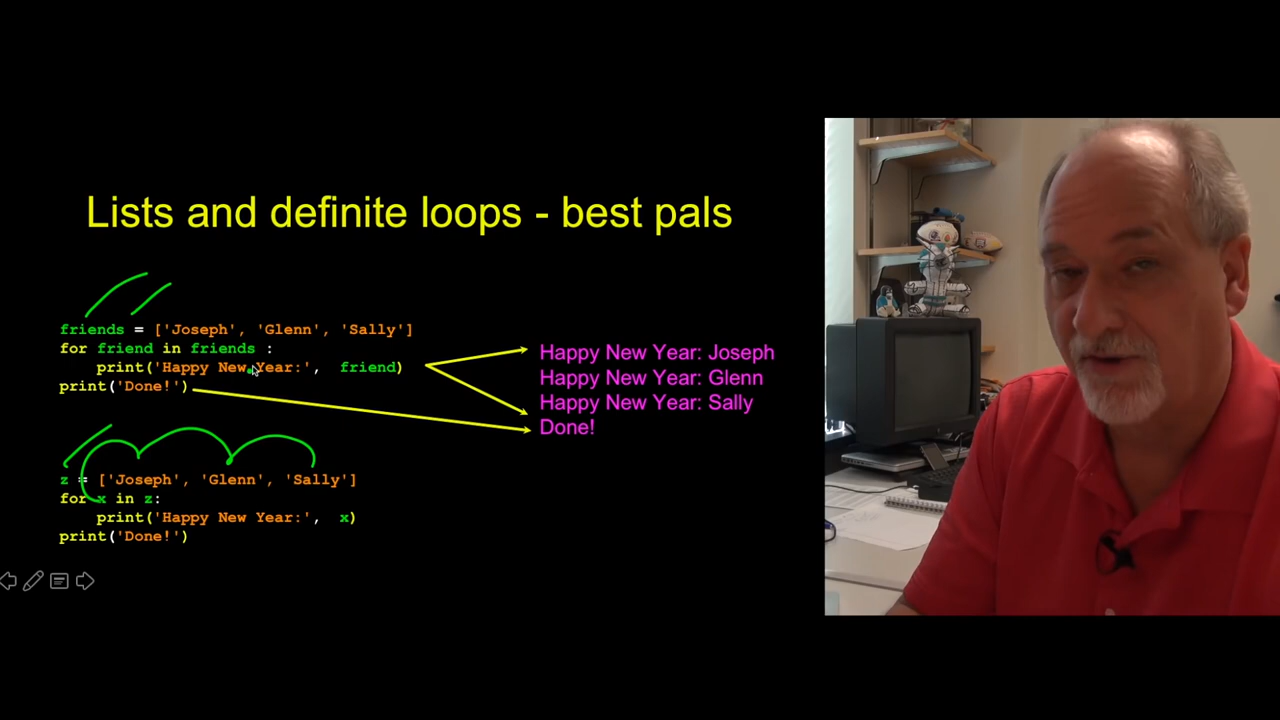 Lists and definite loops - best pals
friends = ['Joseph', 'Glenn', 'Sally']
for friend in friends :
    print('Happy New Year:',  friend)
print('Done!')
Happy New Year: Joseph
Happy New Year: Glenn
Happy New Year: Sally
Done!
z = ['Joseph', 'Glenn', 'Sally']
for x in z:
    print('Happy New Year:',  x)
print('Done!')